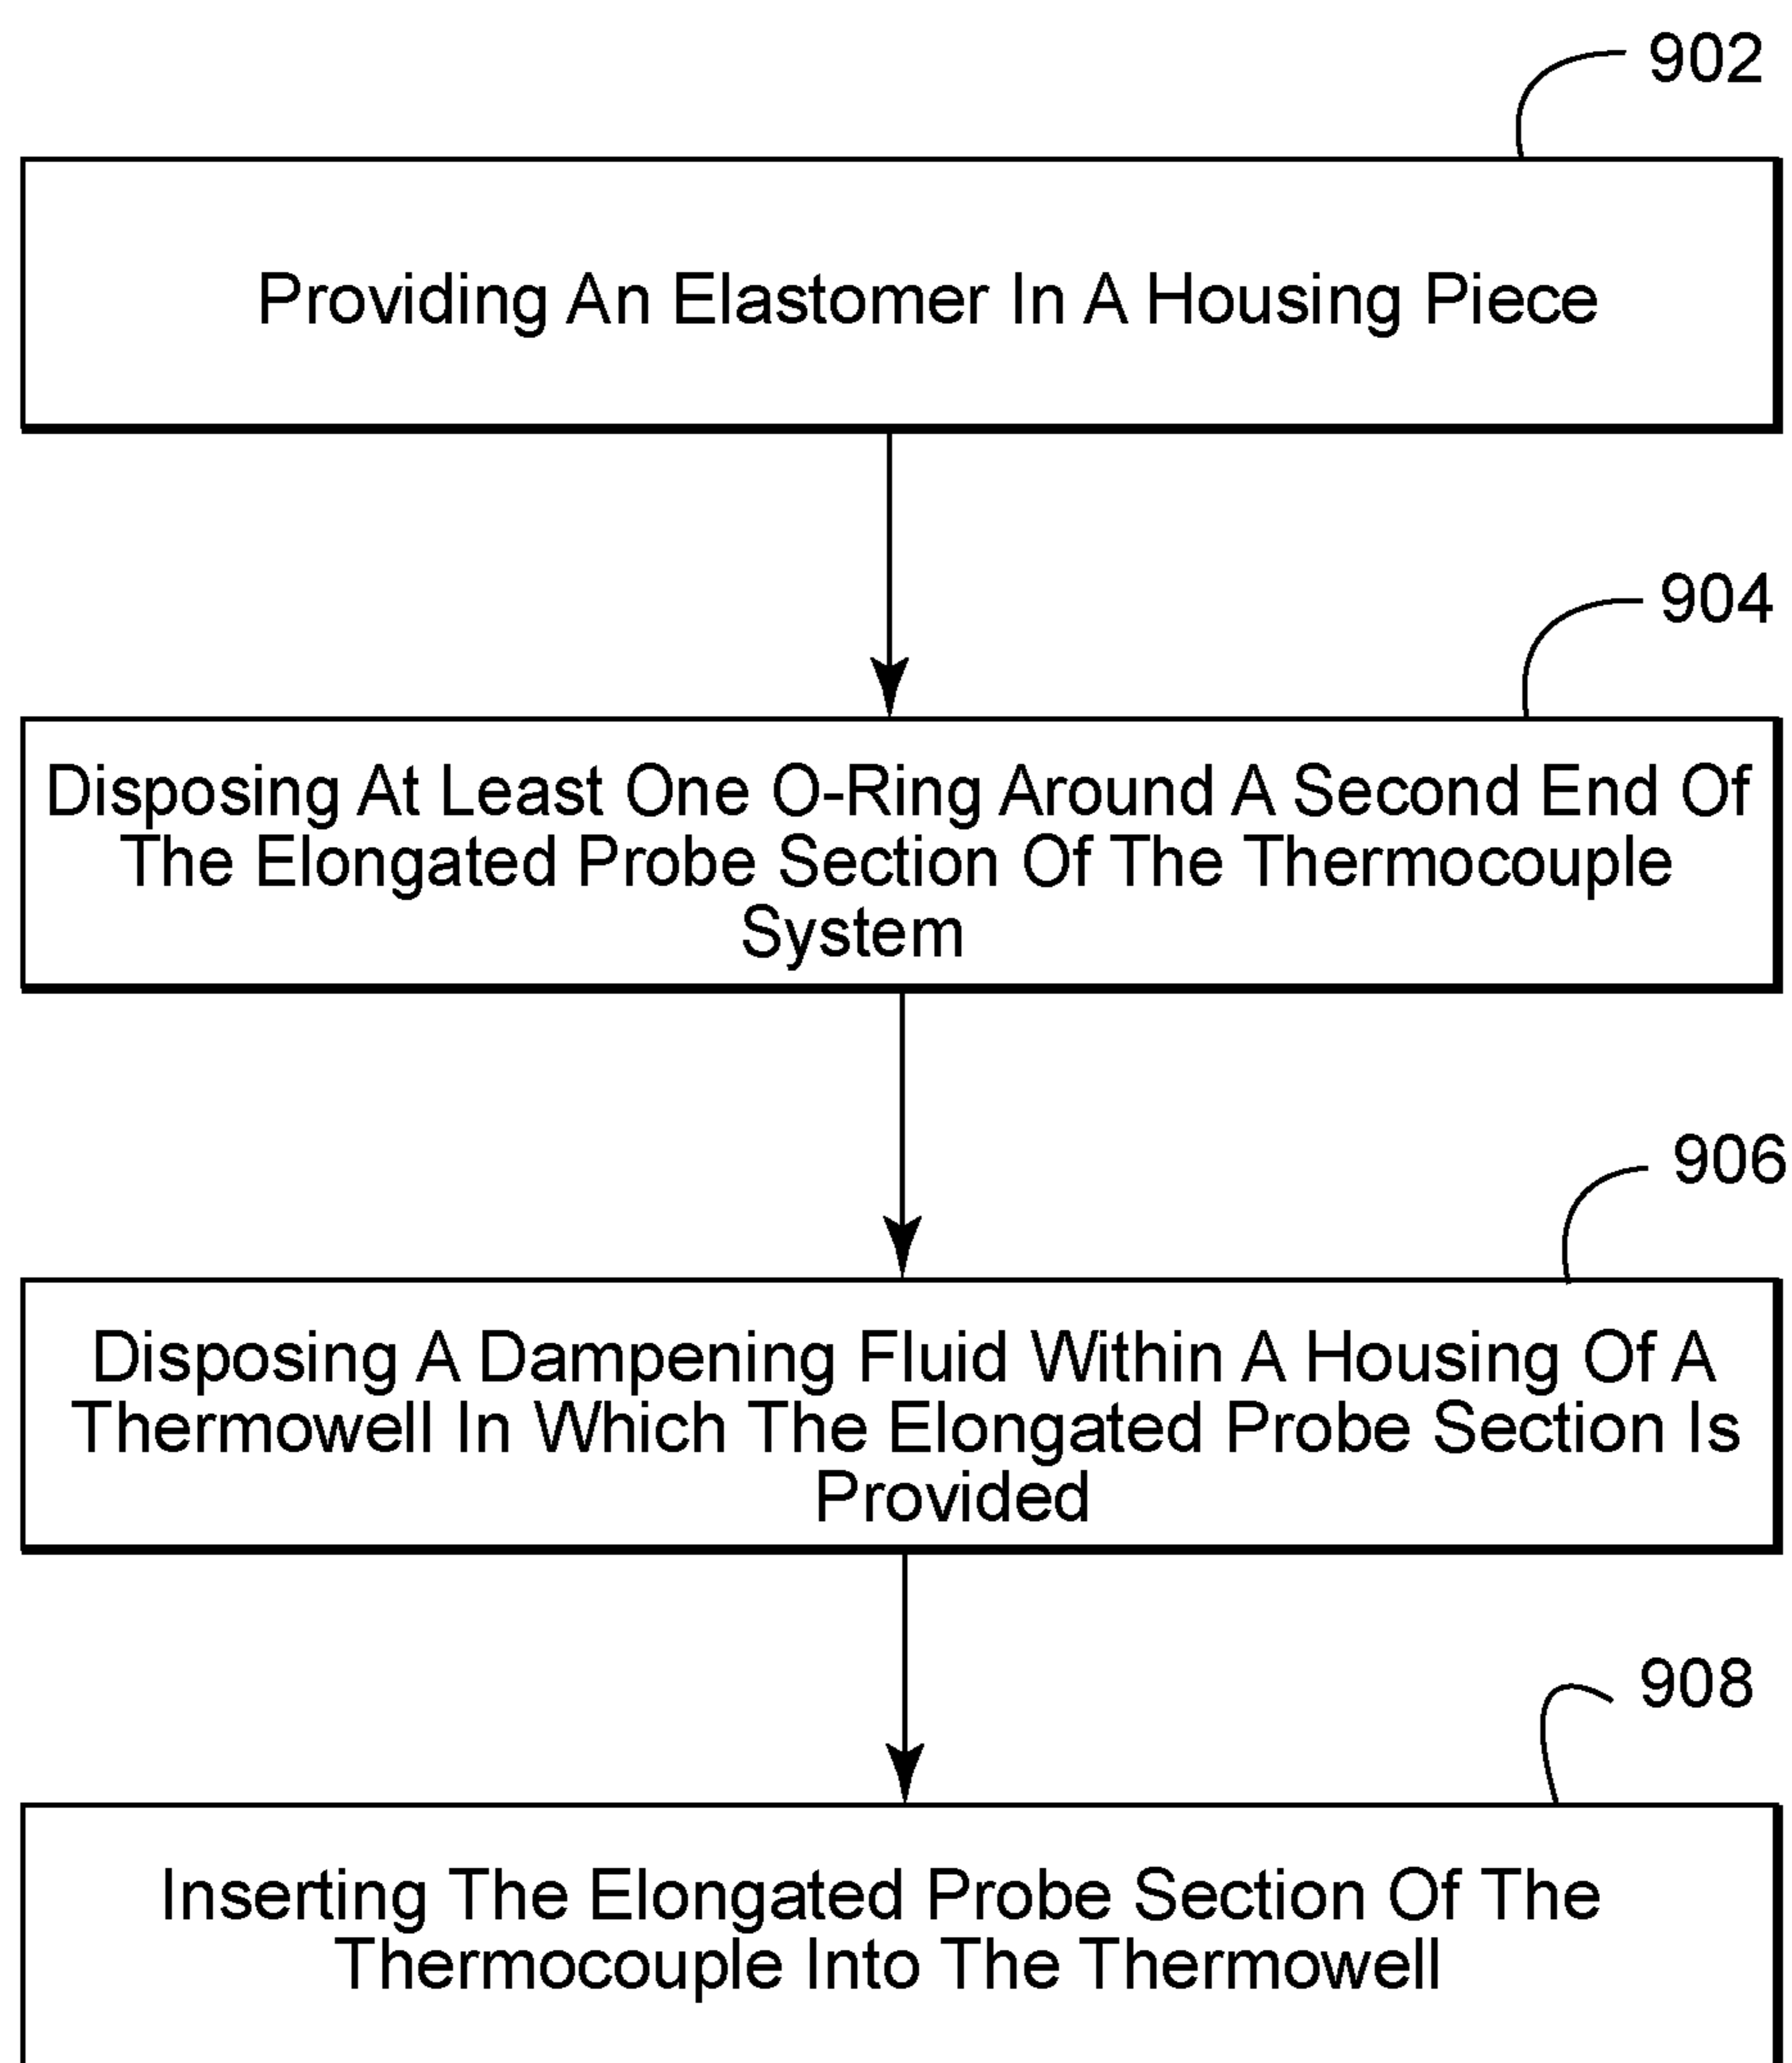 902
Providing An Elastomer In A Housing Piece
904
Disposing At Least One O-Ring Around A Second End Of
The Elongated Probe Section Of The Thermocouple
System
906
Disposing A Dampening Fluid Within A Housing Of A
Thermowell In Which The Elongated Probe Section Is
Provided
908
Inserting The Elongated Probe Section Of The
Thermocouple Into The Thermowell